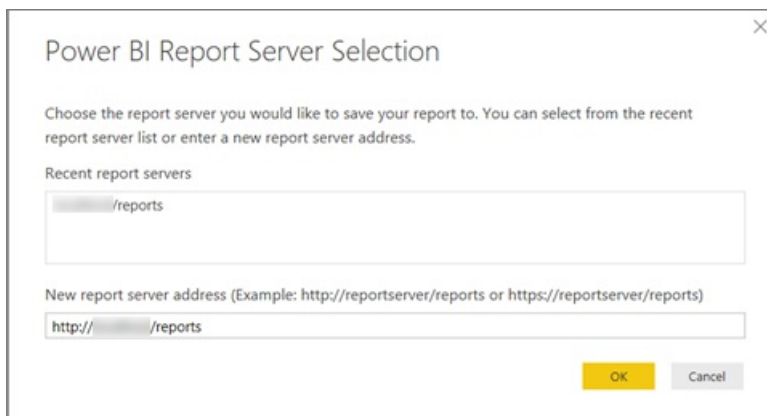 Power BI Report Server Selection
Choose the report server you would like to save your report to. You can select from the recent
report server list or enter a new report server address.
Recent report servers
/reports
New report server address (Example: http://reportserver/reports or https://reportserver/reports)
http:// /reports
OK Cancel